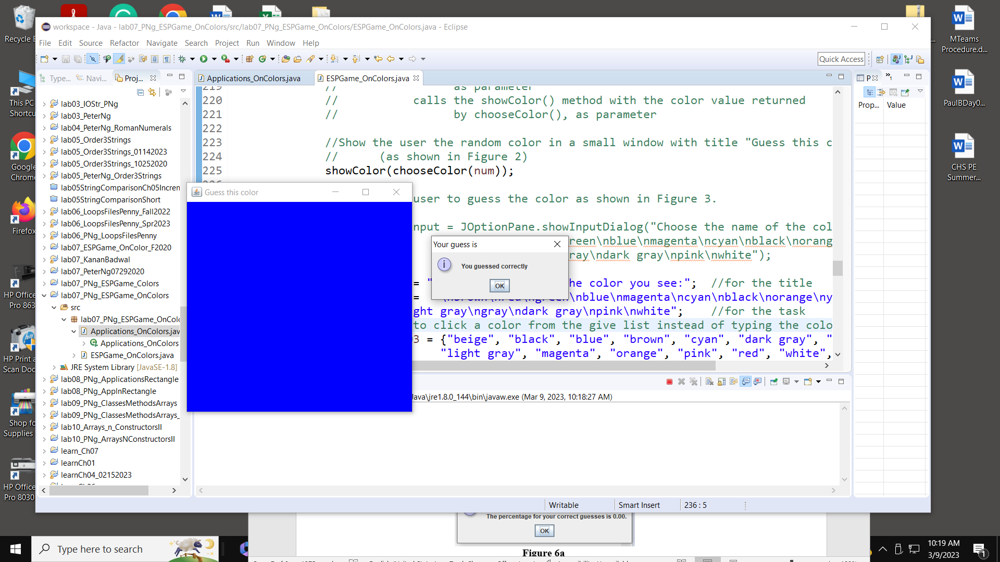 Recycle
workspace - Java - lab07_PNg_ESPGame_OnColors/src/lab07_PNg_ESPGame_OnColors/ESPGame_OnColors.java - Eclipse
File Edit Source Refactor Navigate Search Project Run Window Help
Quick Access
Type... Navi... Proj...
Applications_OnColors.java
ESPGame_OnColors.java
lab03_IOStr_PNg
lab03_PeterNg
lab04_PeterNg_RomanNumerals
lab05_Order3Strings
lab05_Order3Strings_01142023
lab05_Order3Strings_10252020
lab05_PeterNg_Order3Strings
lab05StringComparisonCh05Incren
lab05StringComparisonShort
lab06_LoopsFilesPenny_Fall2022
lab06_LoopsFilesPenny_Spr2023
lab06_PNg_LoopsFilesPenny
lab07_ESPGame_OnColor_F2020
lab07_KananBadwal
lab07_PeterNg07292020
lab07_PNg_ESPGame_Colors
lab07_PNg_ESPGame_OnColors
src
lab07_PNg_ESPGame_OnColo
Applications_OnColors.jav
Applications_OnColors
ESPGame_OnColors.java
JRE System Library [JavaSE-1.8]
lab08_PNg_ApplicationsRectangle
lab08_PNg_AppInRectangle
lab09_PNg_ClassesMethodsArrays
lab09_PNg_ClassesMethodsArrays_
lab10_Arrays_n_ConstructorsII
lab10_PNg_ArraysNConstructorsII
learn_Ch07
learnCh01
learnCh04_02152023
219 // as parameter
220 // calls the showColor() method with the color value returned
221 // by chooseColor(), as parameter
222
223 //Show the user the random color in a small window with title "Guess this c
224 // (as shown in Figure 2)
225 showColor(chooseColor(num));
user to guess the color as shown in Figure 3.
nput = JOptionPane.showInputDialog("Choose the name of the col
reen\nblue\nmagenta\ncyan\nblack\norang
ray\ndark gray\npink\nwhite");
= " he color you see:"; //for the title
= \nblue\nmagenta\ncyan\nblack\norange\ny
ght gray\ngray\ndark gray\npink\nwhite"; //for the task
to click a color from the give list instead of typing the colo
3 = {"beige", "black", "blue", "brown", "cyan", "dark gray", "
"light gray", "magenta", "orange", "pink", "red", "white",
Guess this color
Your guess is
You guessed correctly
OK
Java\jre1.8.0_144\bin\javaw.exe (Mar 9, 2023, 10:18:27 AM)
P
Prop... Value
Writable
Smart Insert
236 : 5
This PC
Shortcu
Google
Chrome
Firefox
HP Office
Pro 863
HP Print a
Scan Doc
Shop fo
Supplies
HP Office
Pro 8030
MTeams
Procedure.d...
PaulBDay0...
CHS PE
Summer...
The percentage for your correct guesses is 0.00.
OK
Figure 6a
Type here to search
10:19 AM
3/9/2023
1